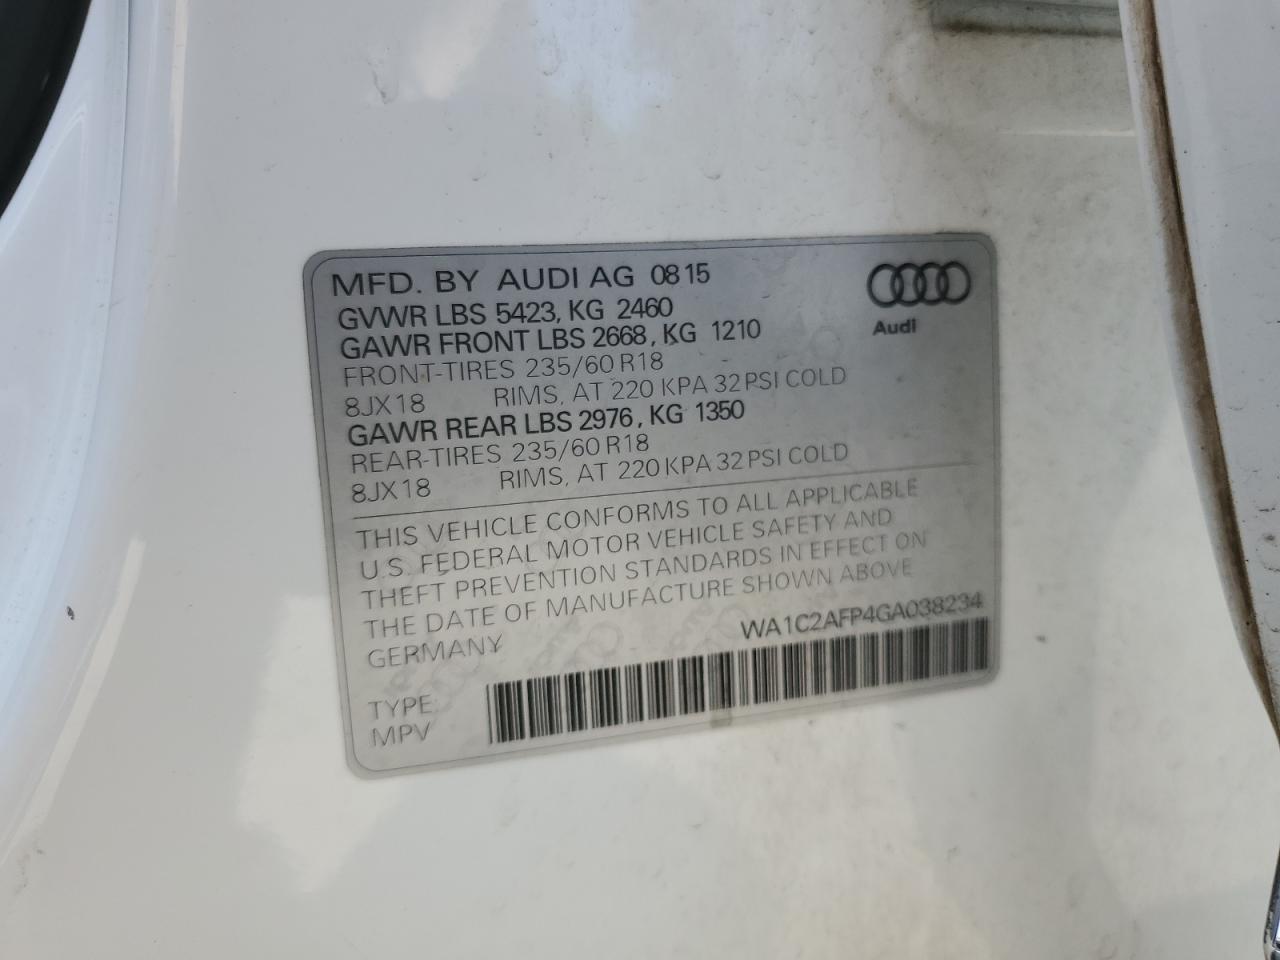 MFD. BY AUDI AG 0815
GVWR LBS 5423, KG 2460
GAWR FRONT LBS 2668, KG 1210
FRONT-TIRES 235/60 R18
8JX18 RIMS, AT 220 KPA 32 PSI COLD
GAWR REAR LBS 2976, KG 1350
REAR-TIRES 235/60 R18
8JX18 RIMS, AT 220 KPA 32 PSI COLD
Audi
THIS VEHICLE CONFORMS TO ALL APPLICABLE
U.S. FEDERAL MOTOR VEHICLE SAFETY AND
THEFT PREVENTION STANDARDS IN EFFECT ON
THE DATE OF MANUFACTURE SHOWN ABOVE
GERMANY WA1C2AFP4GA038234
TYPE:
MPV